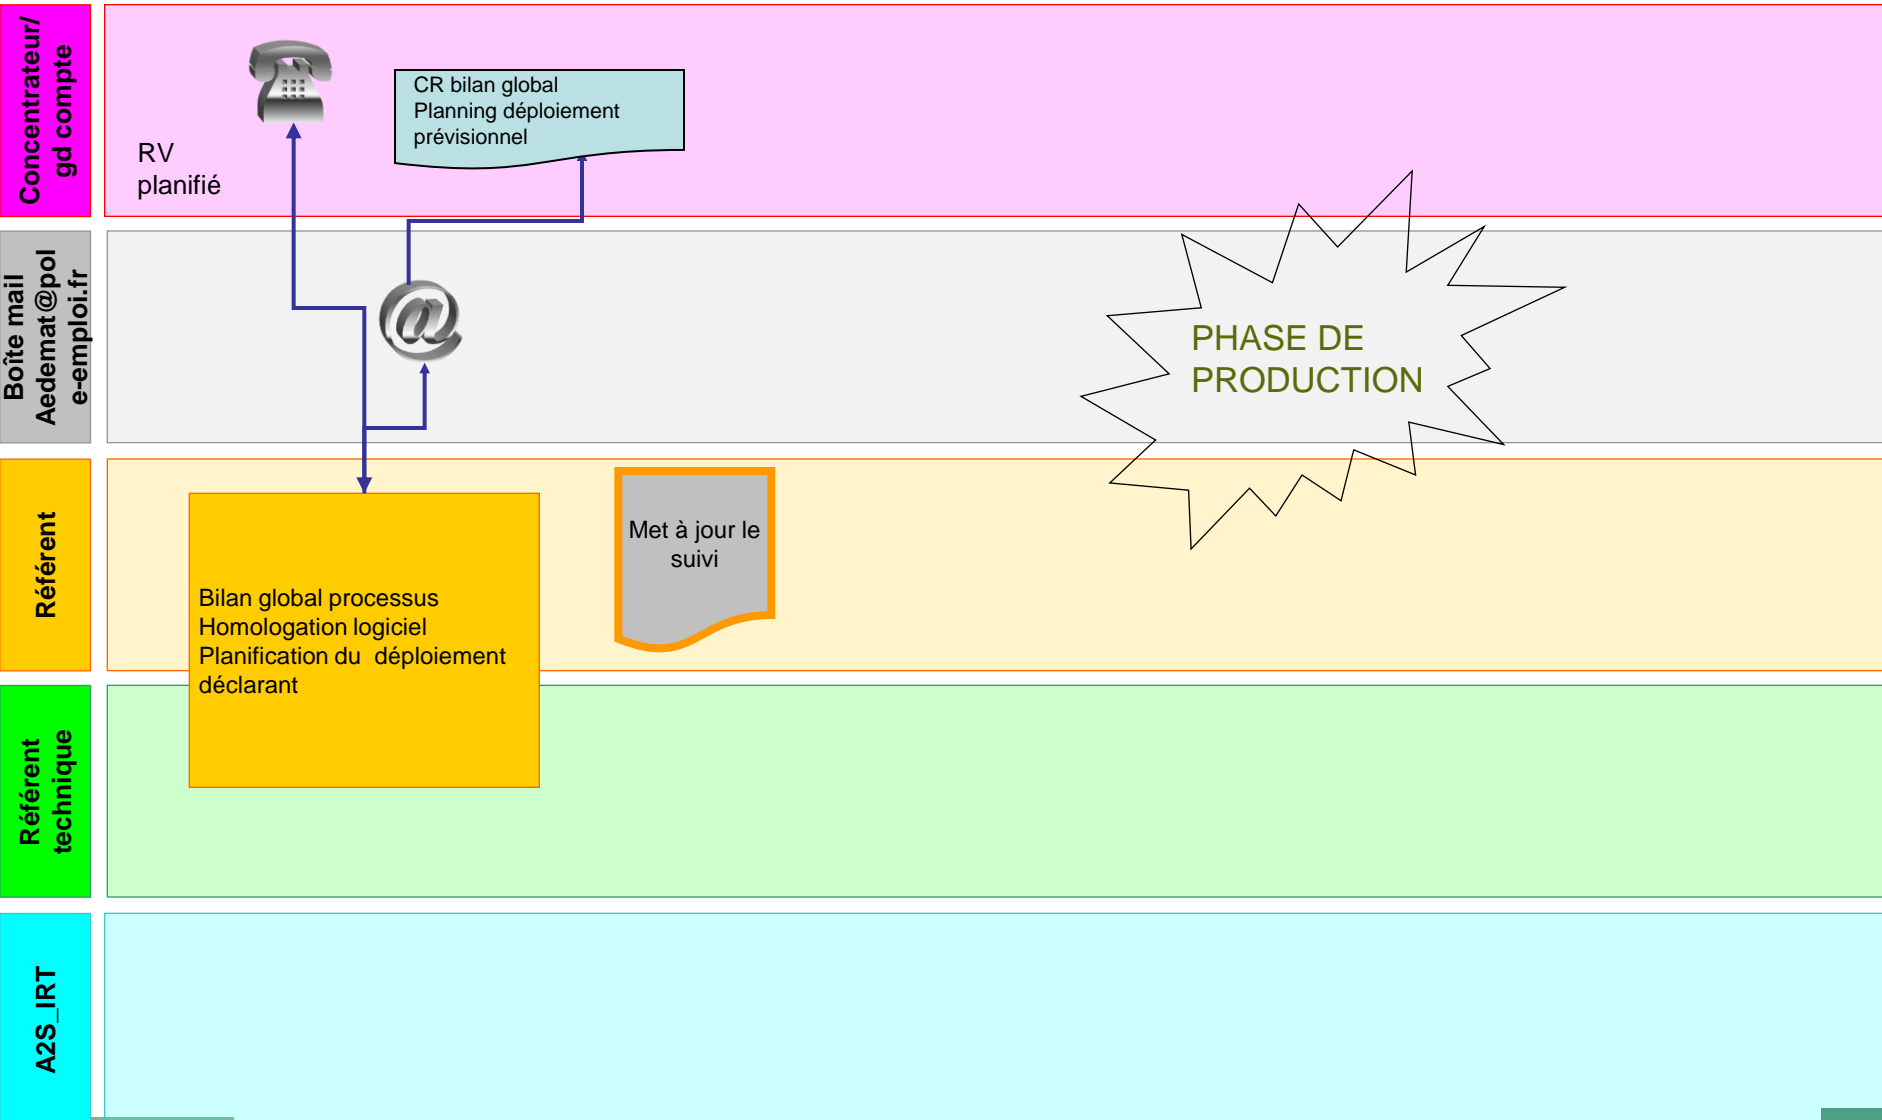 Concentrateur/
gd compte
RV
planifié
CR bilan global
Planning déploiement
prévisionnel
Boîte mail
Aedemat@pol
e-emploi.fr
@
PHASE DE
PRODUCTION
Référent
Bilan global processus
Homologation logiciel
Planification du  déploiement
déclarant
Met à jour le
suivi
Référent
technique
A2S_IRT